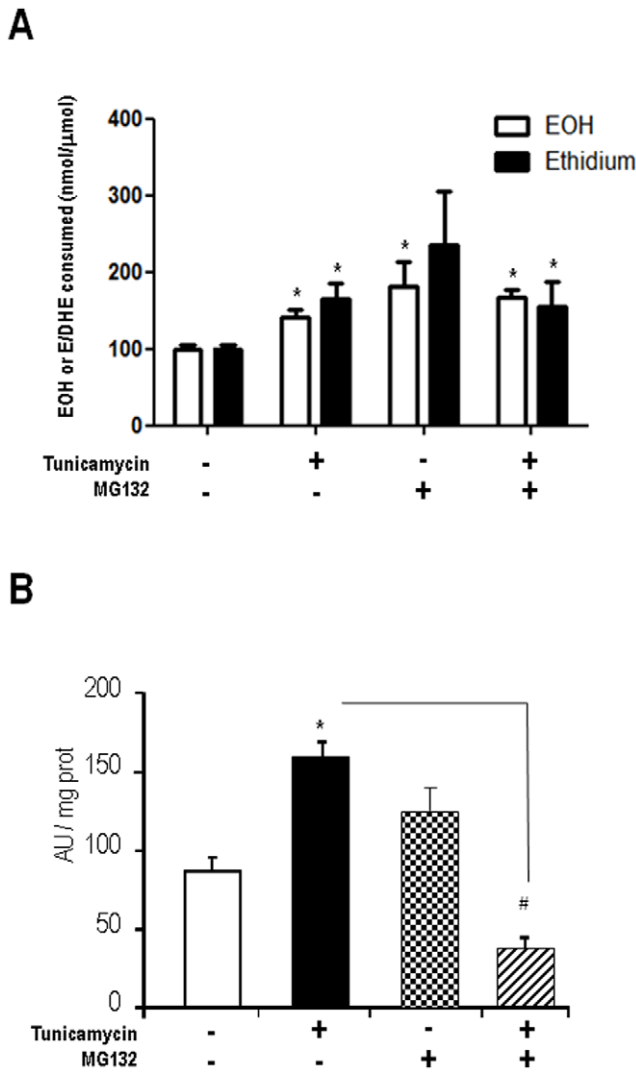 A
EOH or E/DHE consumed (nmol/μmol)
400
300
200
100
0
EOH
Ethidium
* * * * *
Tunicamycin - + - +
MG132 - - + +
B
AU / mg prot
200
150
100
50
0
*
#
Tunicamycin - + - +
MG132 - - + +